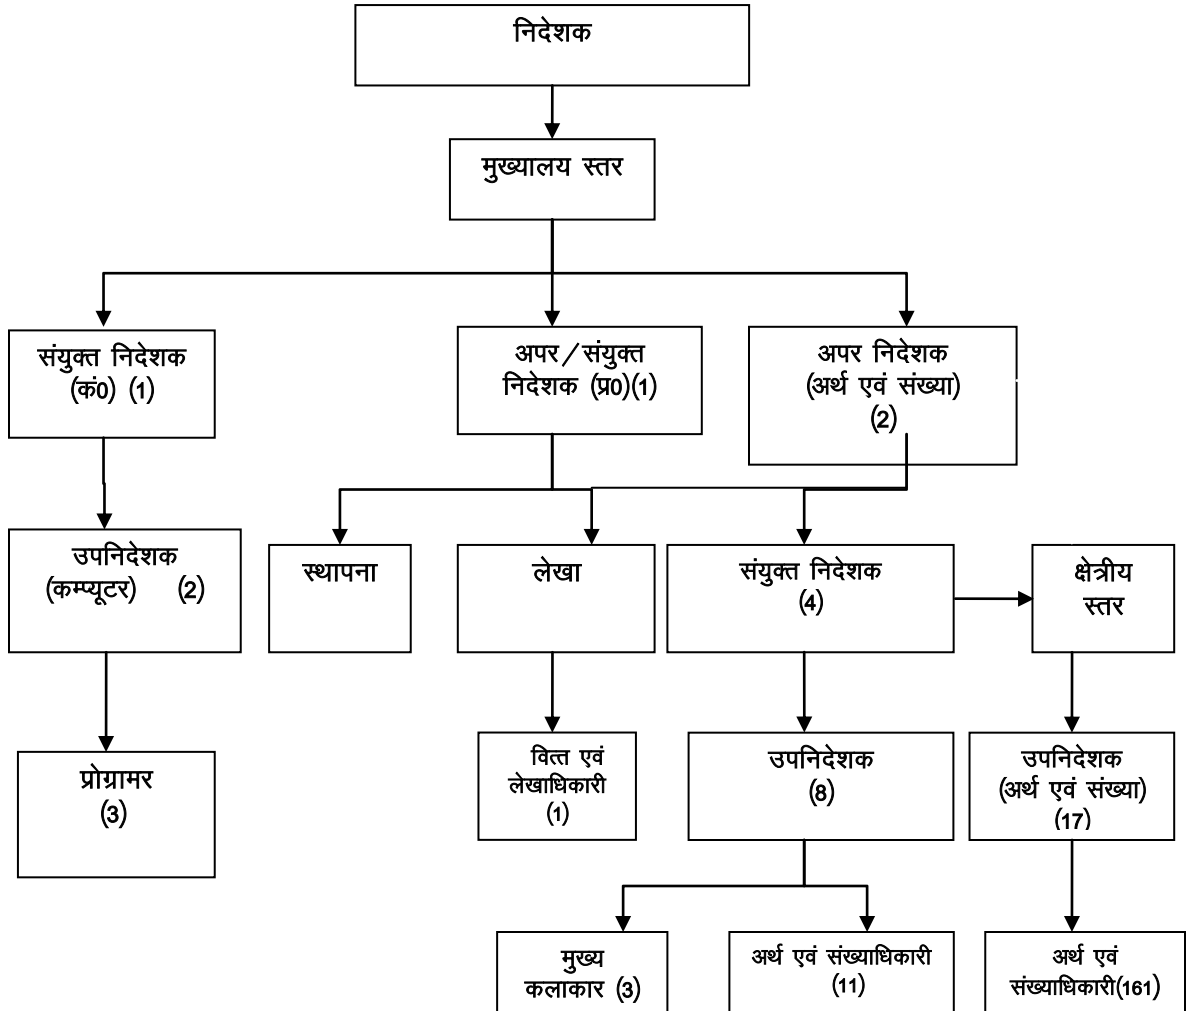 निदेशक
मुख्यालय स्तर
संयुक्त निदेशक
(कं0) (1)
अपर/संयुक्त
निदेशक (प्र0)(1)
अपर निदेशक
(अर्थ एवं संख्या)
(2)
उपनिदेशक
(कम्प्यूटर) (2)
स्थापना
लेखा
संयुक्त निदेशक
(4)
क्षेत्रीय
स्तर
प्रोग्रामर
(3)
वित्त एवं
लेखाधिकारी
(1)
उपनिदेशक
(8)
उपनिदेशक
(अर्थ एवं संख्या)
(17)
मुख्य
कलाकार (3)
अर्थ एवं संख्याधिकारी
(11)
अर्थ एवं
संख्याधिकारी(161)